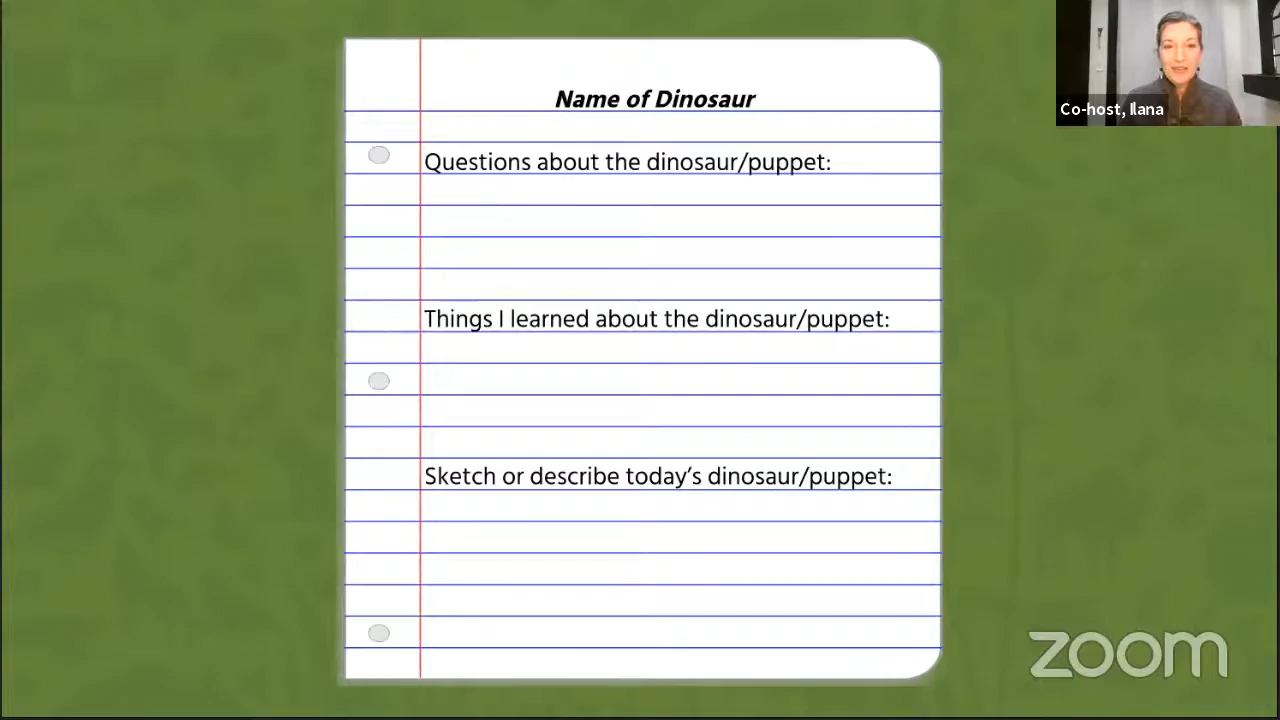 Name of Dinosaur
Co-host, Ilana
Questions about the dinosaur/puppet:
Things I learned about the dinosaur/puppet:
Sketch or describe today's dinosaur/puppet:
zoom